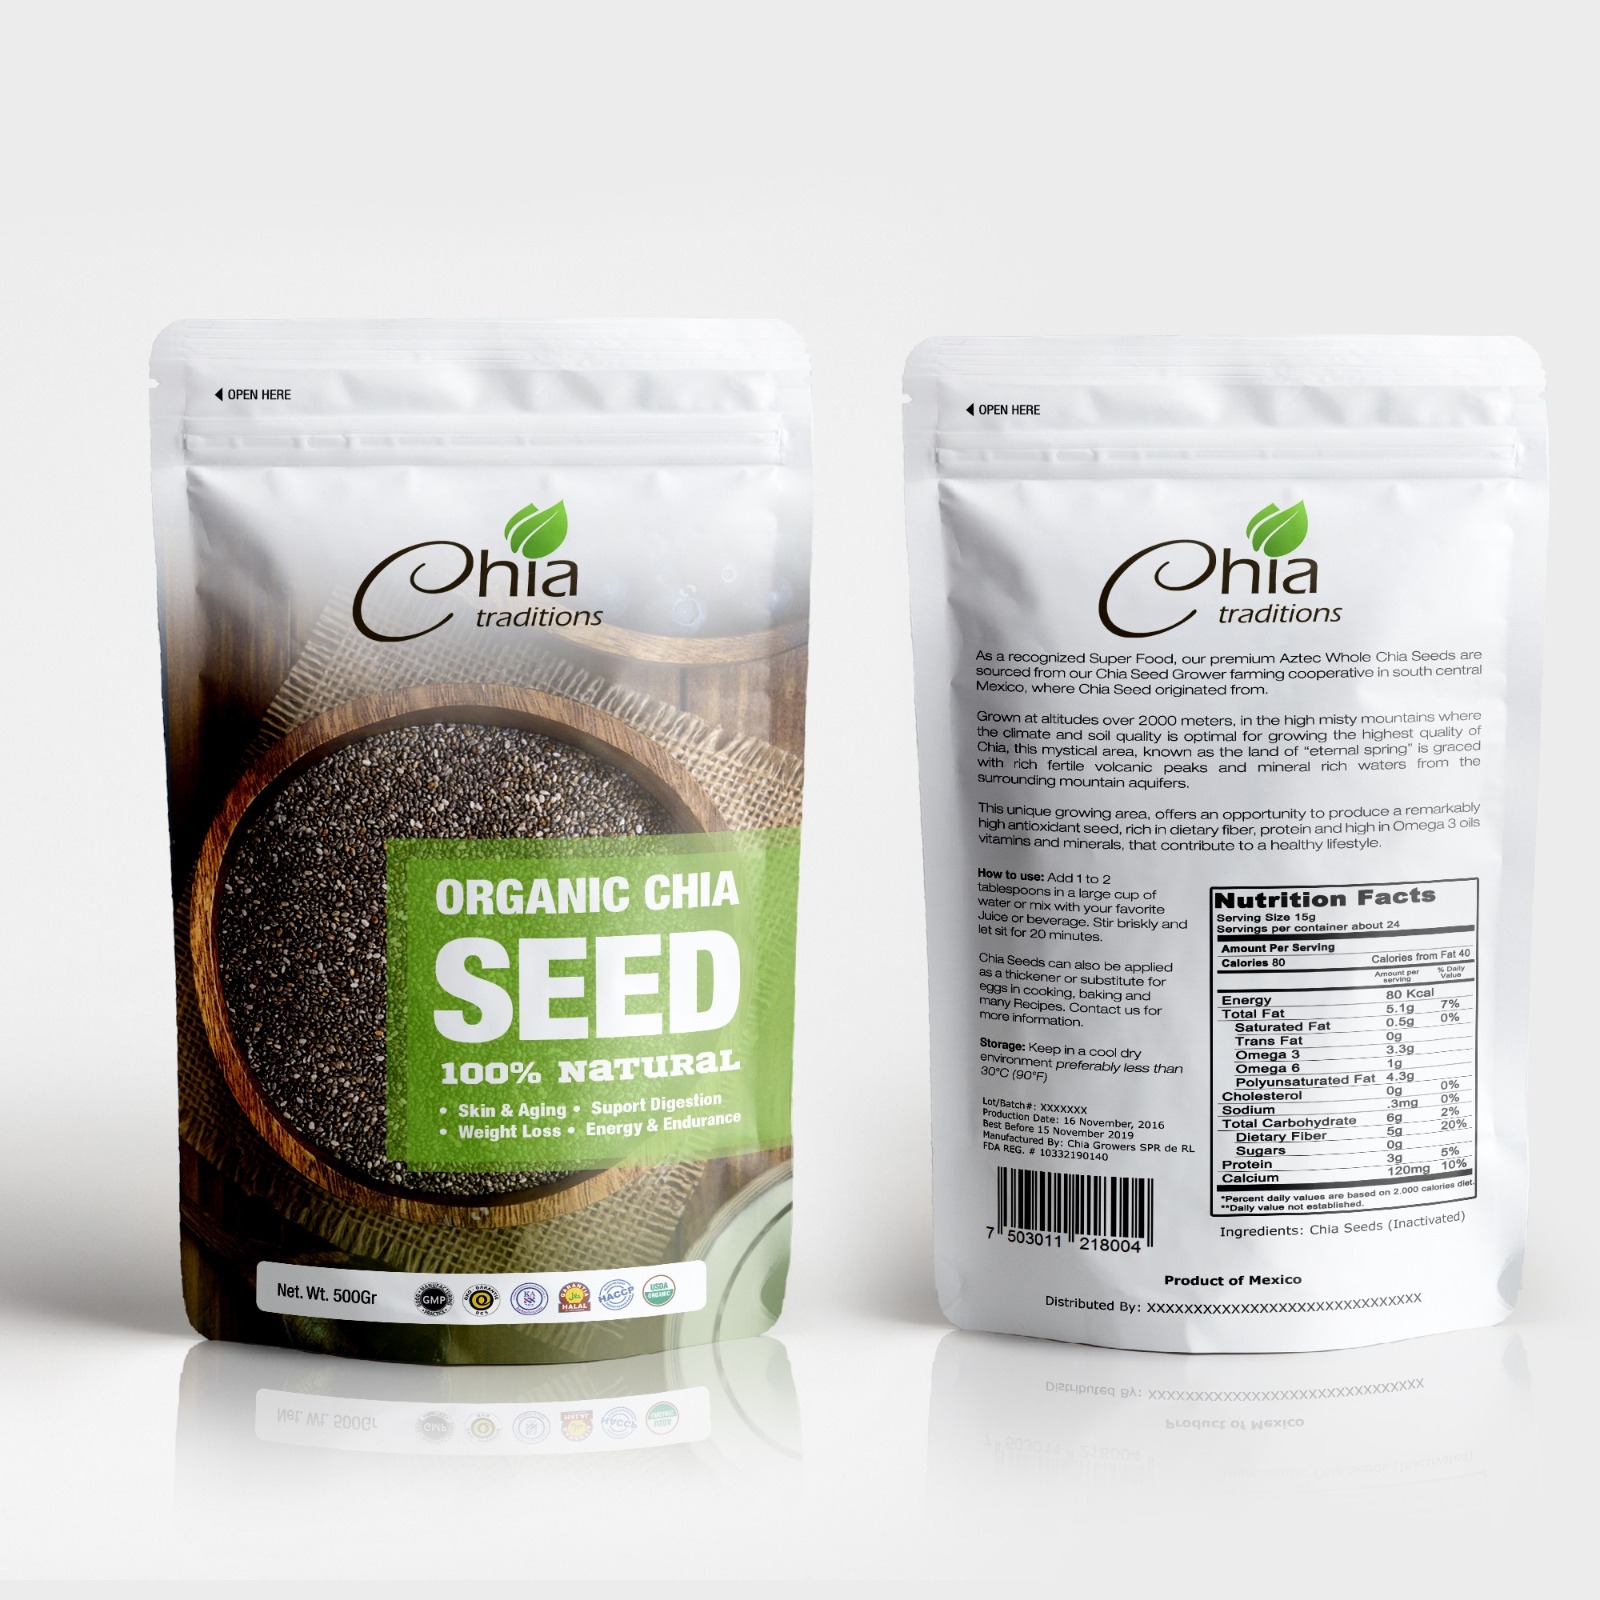 OPEN HERE
Chia
traditions
ORGANIC CHIA
SEED
100% NATURAL
• Skin & Aging • Suport Digestion
• Weight Loss • Energy & Endurance
Net. Wt. 500Gr
GMP
HALAL
HACCP
USDA
ORGANIC
OPEN HERE
Chia
traditions
As a recognized Super Food, our premium Aztec Whole Chia Seeds are
sourced from our Chia Seed Grower farming cooperative in south central
Mexico, where Chia Seed originated from.
Grown at altitudes over 2000 meters, in the high misty mountains where
the climate and soil quality is optimal for growing the highest quality of
Chia, this mystical area, known as the land of “eternal spring” is graced
with rich fertile volcanic peaks and mineral rich waters from the
surrounding mountain aquifers.
This unique growing area, offers an opportunity to produce a remarkably
high antioxidant seed, rich in dietary fiber, protein and high in Omega 3 oils
vitamins and minerals, that contribute to a healthy lifestyle.
How to use: Add 1 to 2
tablespoons in a large cup of
water or mix with your favorite
Juice or beverage. Stir briskly and
let sit for 20 minutes.
Chia Seeds can also be applied
as a thickener or substitute for
eggs in cooking, baking and
many Recipes. Contact us for
more information.
Storage: Keep in a cool dry
environment preferably less than
30°C (90°F)
Lot/Batch#: XXXXXXX
Production Date: 16 November, 2016
Best Before 15 November 2019
Manufactured By: Chia Growers SPR de RL
FDA REG. # 10332190140
7 503011 218004
Nutrition Facts
Serving Size 15g
Servings per container about 24
Amount Per Serving
Calories 80 Calories from Fat 40
Amount per serving % Daily Value
Energy 80 Kcal
Total Fat 5.1g 7%
Saturated Fat 0.5g 0%
Trans Fat 0g
Omega 3 3.3g
Omega 6 1g
Polyunsaturated Fat 4.3g
Cholesterol 0g 0%
Sodium .3mg 0%
Total Carbohydrate 6g 2%
Dietary Fiber 5g 20%
Sugars 0g
Protein 3g 5%
Calcium 120mg 10%
*Percent daily values are based on 2.000 calories diet.
**Daily value not established.
Ingredients: Chia Seeds (Inactivated)
Product of Mexico
Distributed By: XXXXXXXXXXXXXXXXXXXXXXXXXXXXXX